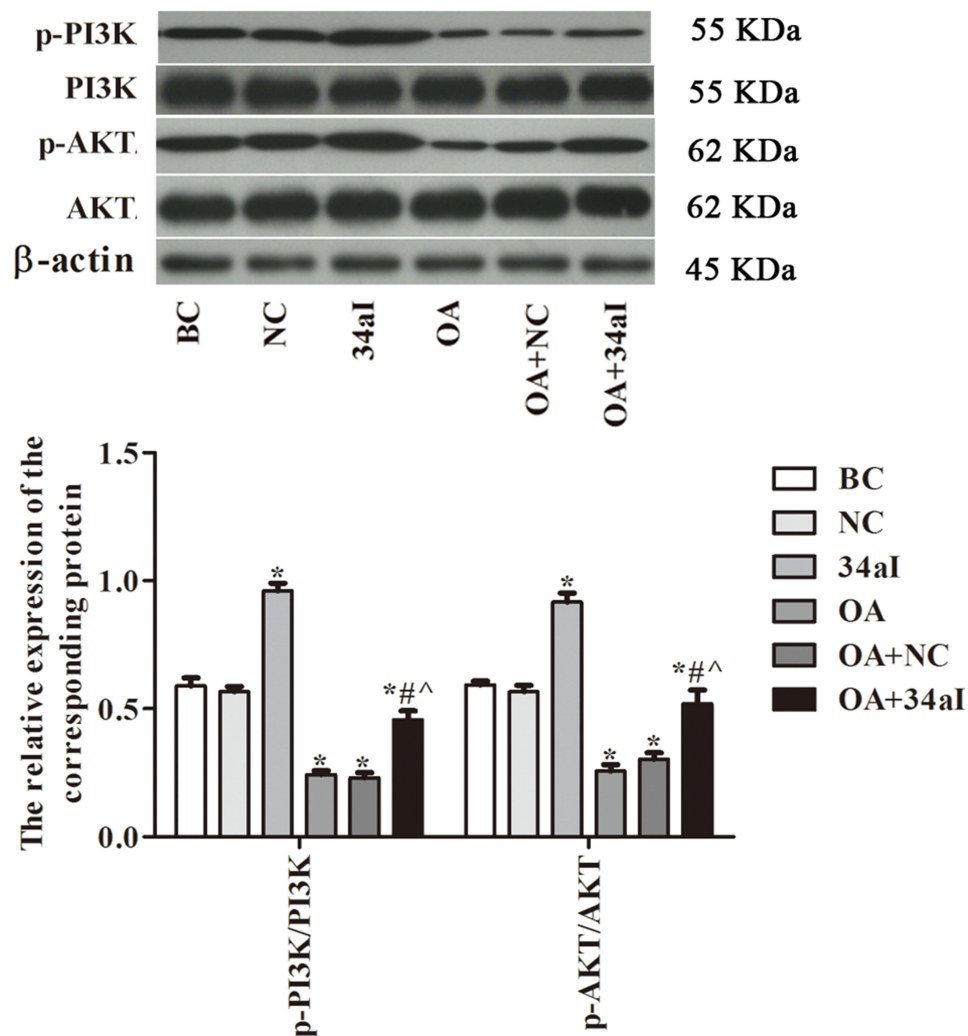 p-PI3K 55 KDa
PI3K 55 KDa
p-AKT 62 KDa
AKT 62 KDa
β-actin 45 KDa
BC
NC
34aI
OA
OA+NC
OA+34aI
The relative expression of the
corresponding protein
1.5
1.0
0.5
0.0
*
*
*
*#^
*
*
*
*#^
p-PI3K/PI3K
p-AKT/AKT
BC
NC
34aI
OA
OA+NC
OA+34aI